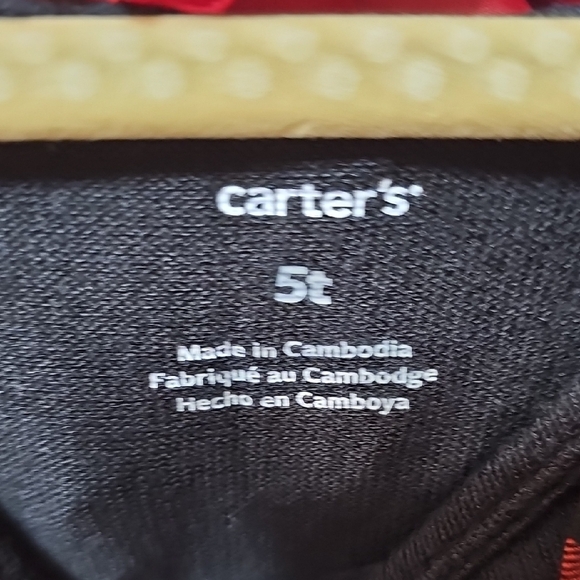 carter's
5t
Made in Cambodia
Fabriqué au Cambodge
Hecho en Camboya